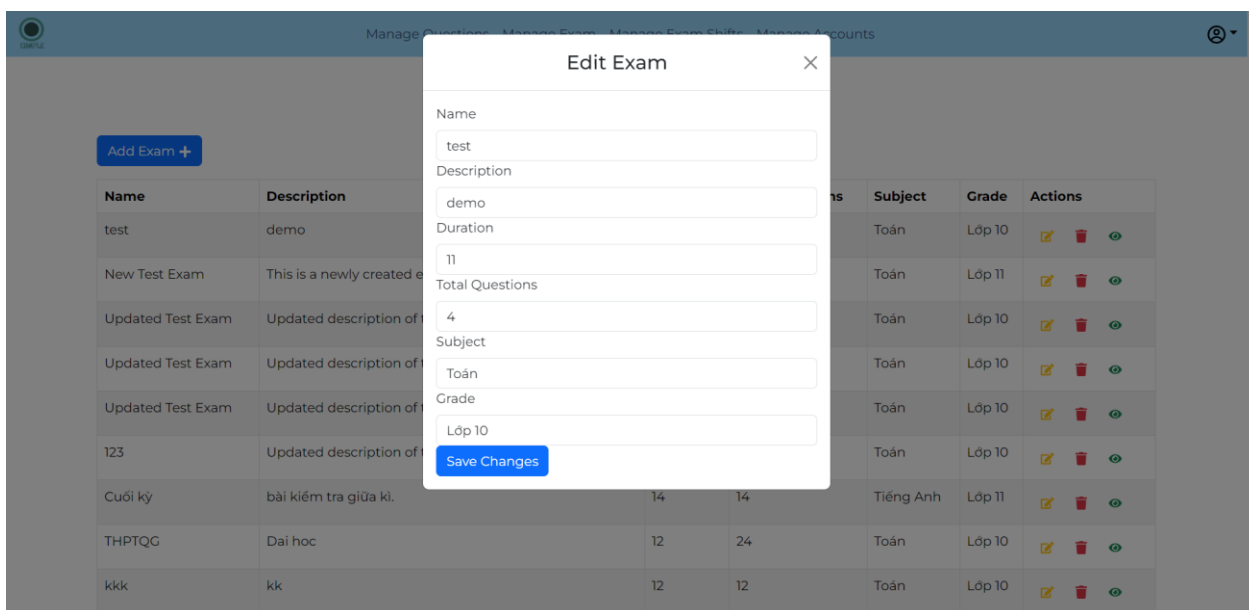 Manage Questions Manage Exam Manage Exam Shifts Manage Accounts
Edit Exam
Name
test
Description
demo
Duration
11
Total Questions
4
Subject
Toán
Grade
Lớp 10
Save Changes
Add Exam
Name Description Subject Grade Actions
test demo Toán Lớp 10
New Test Exam This is a newly created Toán Lớp 11
Updated Test Exam Updated description of Toán Lớp 10
Updated Test Exam Updated description of Toán Lớp 10
Updated Test Exam Updated description of Toán Lớp 10
123 Updated description of Toán Lớp 10
Cuối kỳ bài kiểm tra giữa kì. 14 14 Tiếng Anh Lớp 11
THPTQG Dai hoc 12 24 Toán Lớp 10
kkk kk 12 12 Toán Lớp 10